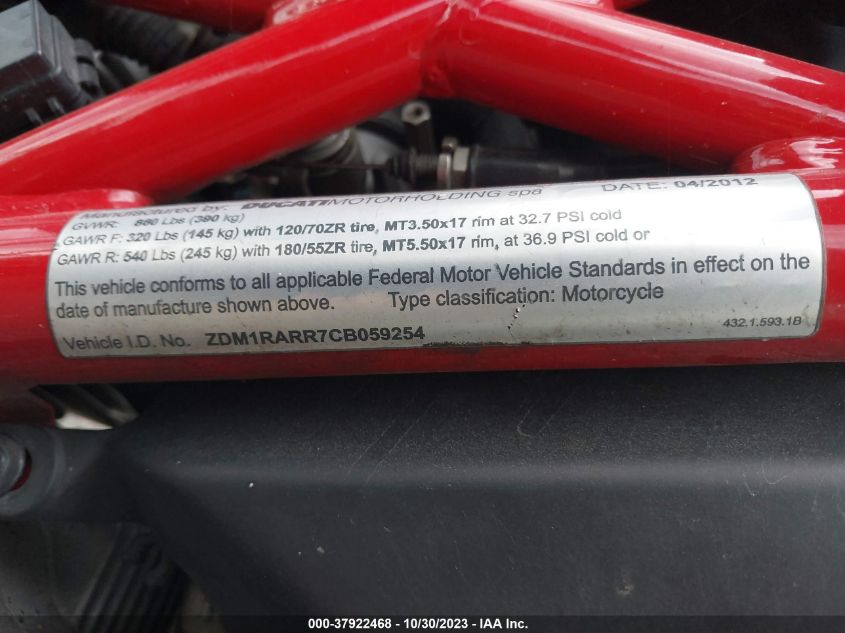 Manufactured by: DUCATIMOTORHOLDING spa DATE: 04/2012
GVWR: 860 Lbs (390 kg)
GAWR F: 320 Lbs (145 kg) with 120/70ZR tire, MT3.50x17 rim at 32.7 PSI cold
GAWR R: 540 Lbs (245 kg) with 180/55ZR tire, MT5.50x17 rim, at 36.9 PSI cold or
This vehicle conforms to all applicable Federal Motor Vehicle Standards in effect on the
date of manufacture shown above. Type classification: Motorcycle
Vehicle I.D. No. ZDM1RARR7CB059254 432.1.593.1B
000-37922468 - 10/30/2023 - IAA Inc.